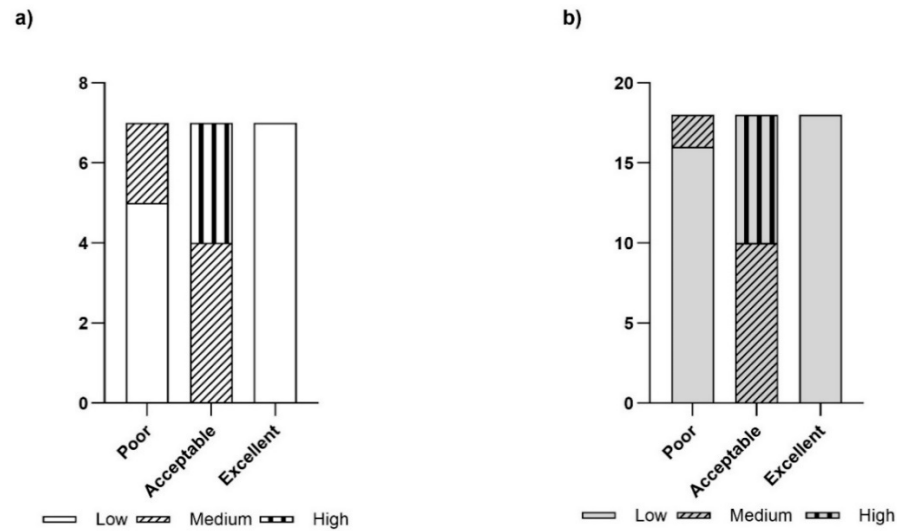 a)
8
6
4
2
0
Poor
Acceptable
Excellent
Low Medium High
b)
20
15
10
5
0
Poor
Acceptable
Excellent
Low Medium High